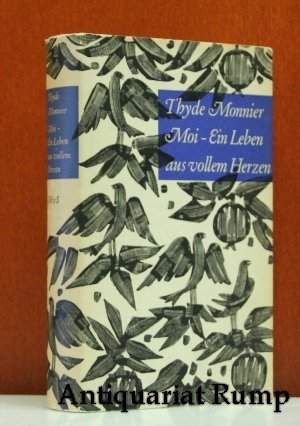 Thyde
Monnier
Moi -
Ein Leben
aus vollem
Herzen
Thyde Monnier
Moi - Ein Leben
aus vollem Herzen
Antiquariat Rump